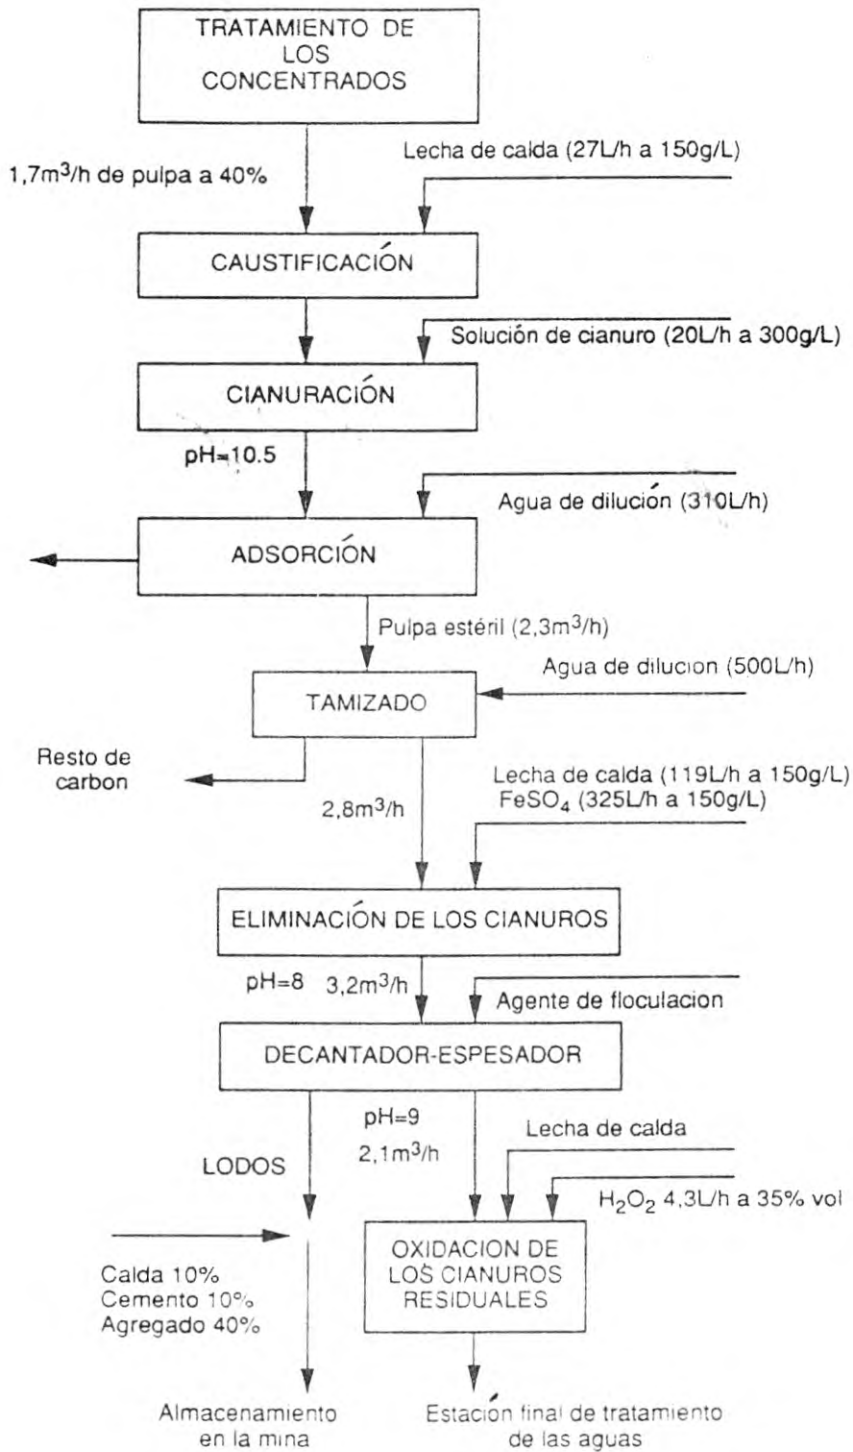 TRATAMIENTO DE
LOS
CONCENTRADOS
Lecha de calda (27L/h a 150g/L)
1,7m³/h de pulpa a 40%
CAUSTIFICACIÓN
Solución de cianuro (20L/h a 300g/L)
CIANURACIÓN
pH=10.5
Agua de dilución (310L/h)
ADSORCIÓN
Pulpa estéril (2,3m³/h)
Agua de dilucion (500L/h)
TAMIZADO
Resto de
carbon
Lecha de calda (119L/h a 150g/L)
FeSO₄ (325L/h a 150g/L)
2,8m³/h
ELIMINACIÓN DE LOS CIANUROS
pH=8 3,2m³/h
Agente de floculacion
DECANTADOR-ESPESADOR
pH=9
2,1m³/h
Lecha de calda
LODOS
H₂O₂ 4,3L/h a 35% vol
OXIDACION DE
LOS CIANUROS
RESIDUALES
Calda 10%
Cemento 10%
Agregado 40%
Almacenamiento
en la mina
Estación final de tratamiento
de las aguas